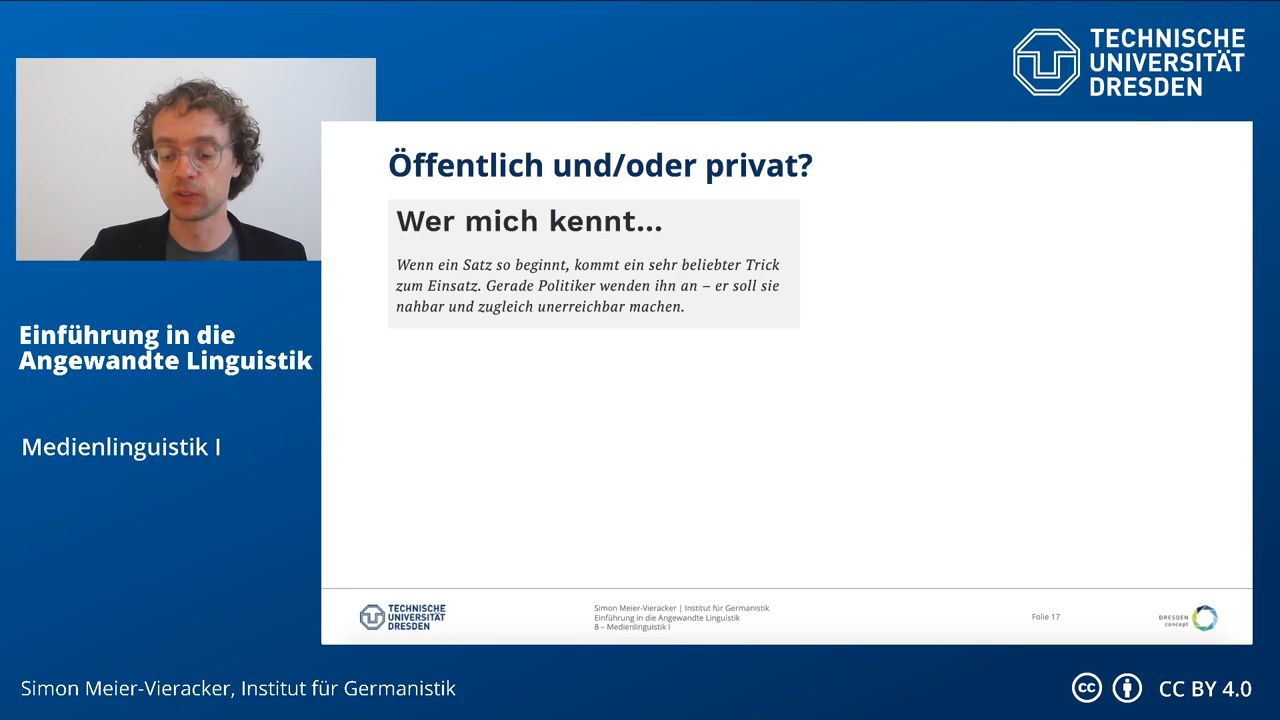 TECHNISCHE
UNIVERSITÄT
DRESDEN
Öffentlich und/oder privat?
Wer mich kennt...
Wenn ein Satz so beginnt, kommt ein sehr beliebter Trick
zum Einsatz. Gerade Politiker wenden ihn an – er soll sie
nahbar und zugleich unerreichbar machen.
Einführung in die
Angewandte Linguistik
Medienlinguistik I
TECHNISCHE
UNIVERSITÄT
DRESDEN
Simon Meier-Vieracker | Institut für Germanistik
Einführung in die Angewandte Linguistik
8 – Medienlinguistik I
Folie 17
DRESDEN
concept
Simon Meier-Vieracker, Institut für Germanistik
cc
CC BY 4.0